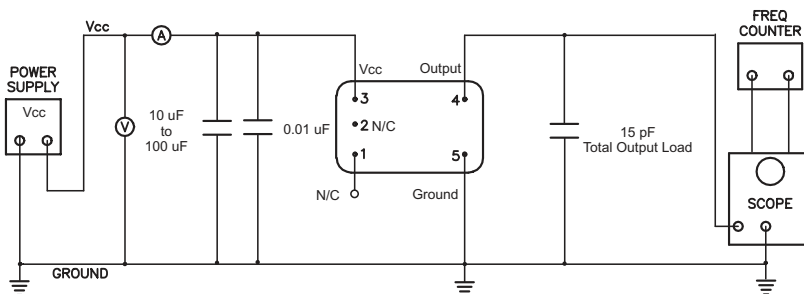 FREQ
COUNTER
Vcc
A
POWER
SUPPLY
Vcc
V
10 uF
to
100 uF
0.01 uF
Vcc
Output
3
4
2 N/C
1
5
N/C
Ground
15 pF
Total Output Load
SCOPE
GROUND